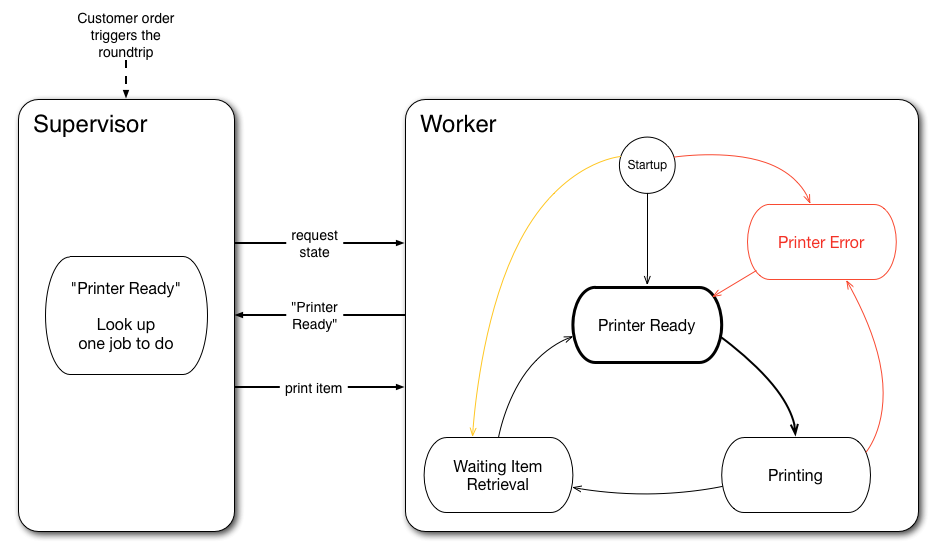 Customer order
triggers the
roundtrip
Supervisor
"Printer Ready"
Look up
one job to do
request
state
"Printer
Ready"
print item
Worker
Startup
Printer Error
Printer Ready
Waiting Item
Retrieval
Printing